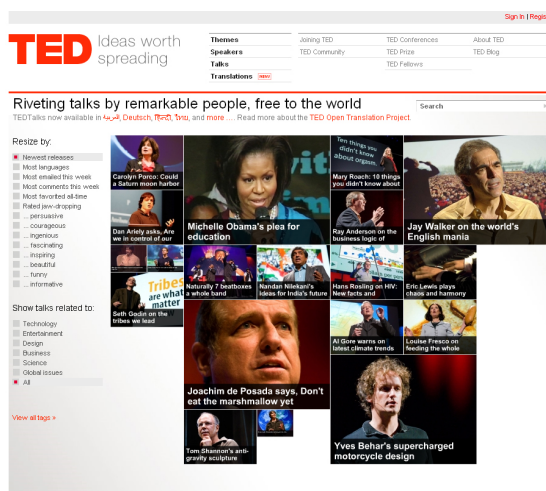 Sign In | Regis
TED Ideas worth
spreading
Themes
Speakers
Talks
Translations NEW
Joining TED
TED Community
TED Conferences
TED Prize
TED Fellows
About TED
TED Blog
Riveting talks by remarkable people, free to the world
TEDTalks now available in العربية, Deutsch, हिन्दी, ไทย, and more .... Read more about the TED Open Translation Project.
Search
Resize by:
Newest releases
Most languages
Most emailed this week
Most comments this week
Most favorited all-time
Rated jaw-dropping
... persuasive
... courageous
... ingenious
... fascinating
... inspiring
... beautiful
... funny
... informative
Show talks related to:
Technology
Entertainment
Design
Business
Science
Global issues
All
View all tags »
Carolyn Porco: Could
a Saturn moon harbor
Michelle Obama's plea for
education
Ten things
you didn't
know about
orgasm.
Mary Roach: 10 things
you didn't know about
Jay Walker on the world's
English mania
Dan Ariely asks, Are
we in control of our
Ray Anderson on the
business logic of
Tribes
are what
matter
Seth Godin on the
tribes we lead
Naturally 7 beatboxes
a whole band
Nandan Nilekani's
ideas for India's future
Hans Rosling on HIV:
New facts and
Eric Lewis plays
chaos and harmony
Joachim de Posada says, Don't
eat the marshmallow yet
Al Gore warns on
latest climate trends
Louise Fresco on
feeding the whole
Tom Shannon's anti-
gravity sculpture
Yves Behar's supercharged
motorcycle design